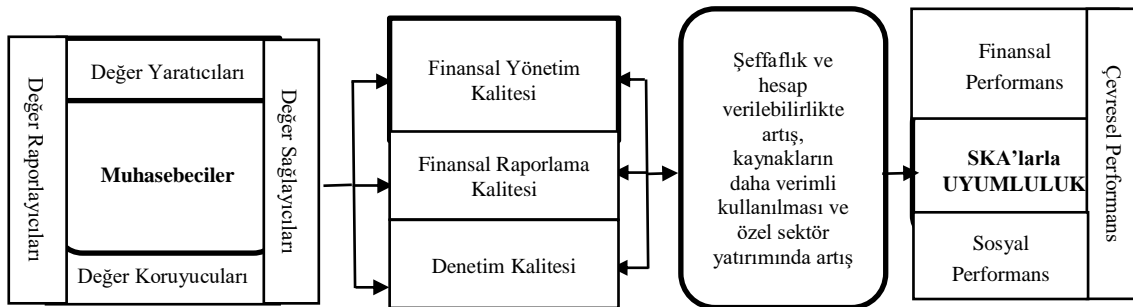 Değer Raporlayıcıları
Değer Yaratıcıları
Muhasebeciler
Değer Koruyucuları
Değer Sağlayıcıları
Finansal Yönetim
Kalitesi
Finansal Raporlama
Kalitesi
Denetim Kalitesi
Şeffaflık ve
hesap
verilebilirlikte
artış,
kaynakların
daha verimli
kullanılması ve
özel sektör
yatırımında artış
Finansal
Performans
SKA’larla
UYUMLULUK
Sosyal
Performans
Çevresel Performans